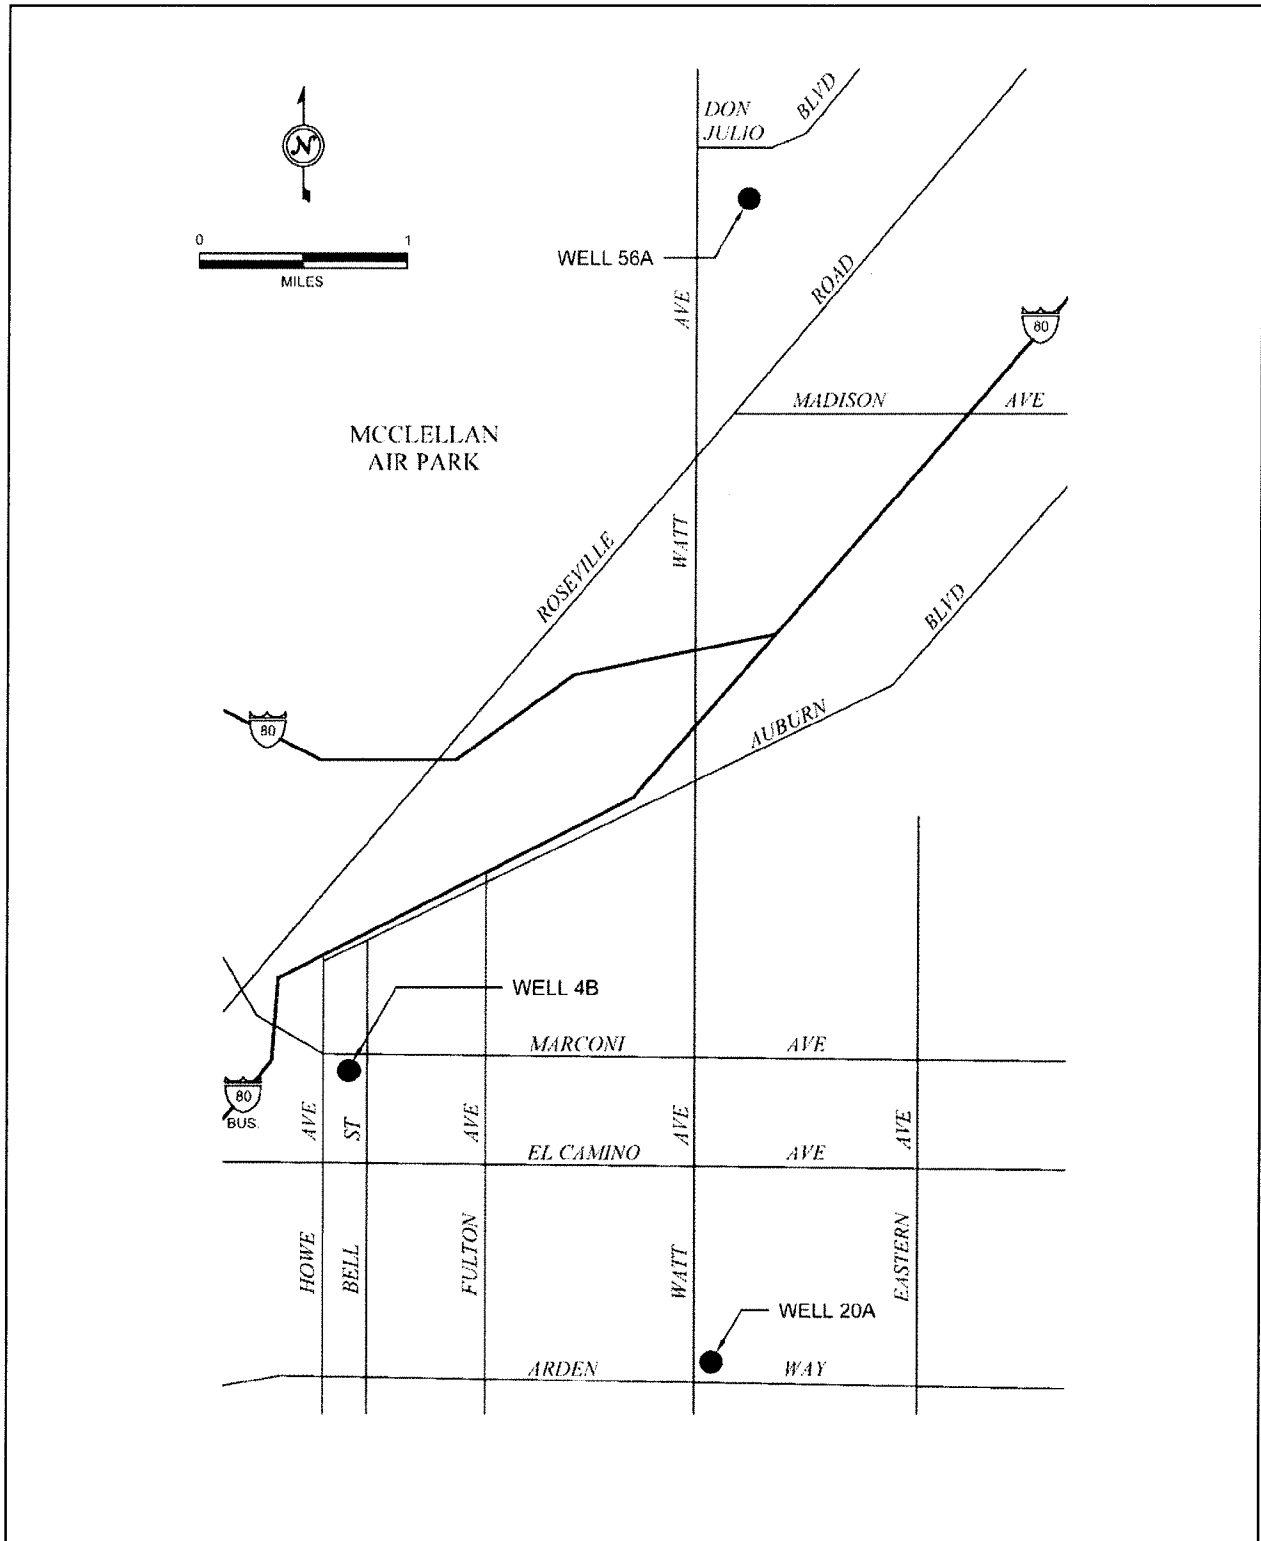 DON
JULIO
BLVD
N
0 1
MILES
WELL 56A
AVE
ROAD
80
MADISON AVE
MCCLELLAN
AIR PARK
WATT
ROSEVILLE
BLVD
AUBURN
80
WELL 4B
MARCONI AVE
80
BUS.
AVE
ST
AVE
AVE
AVE
EL CAMINO AVE
HOWE
BELL
FULTON
WATT
EASTERN
WELL 20A
ARDEN WAY